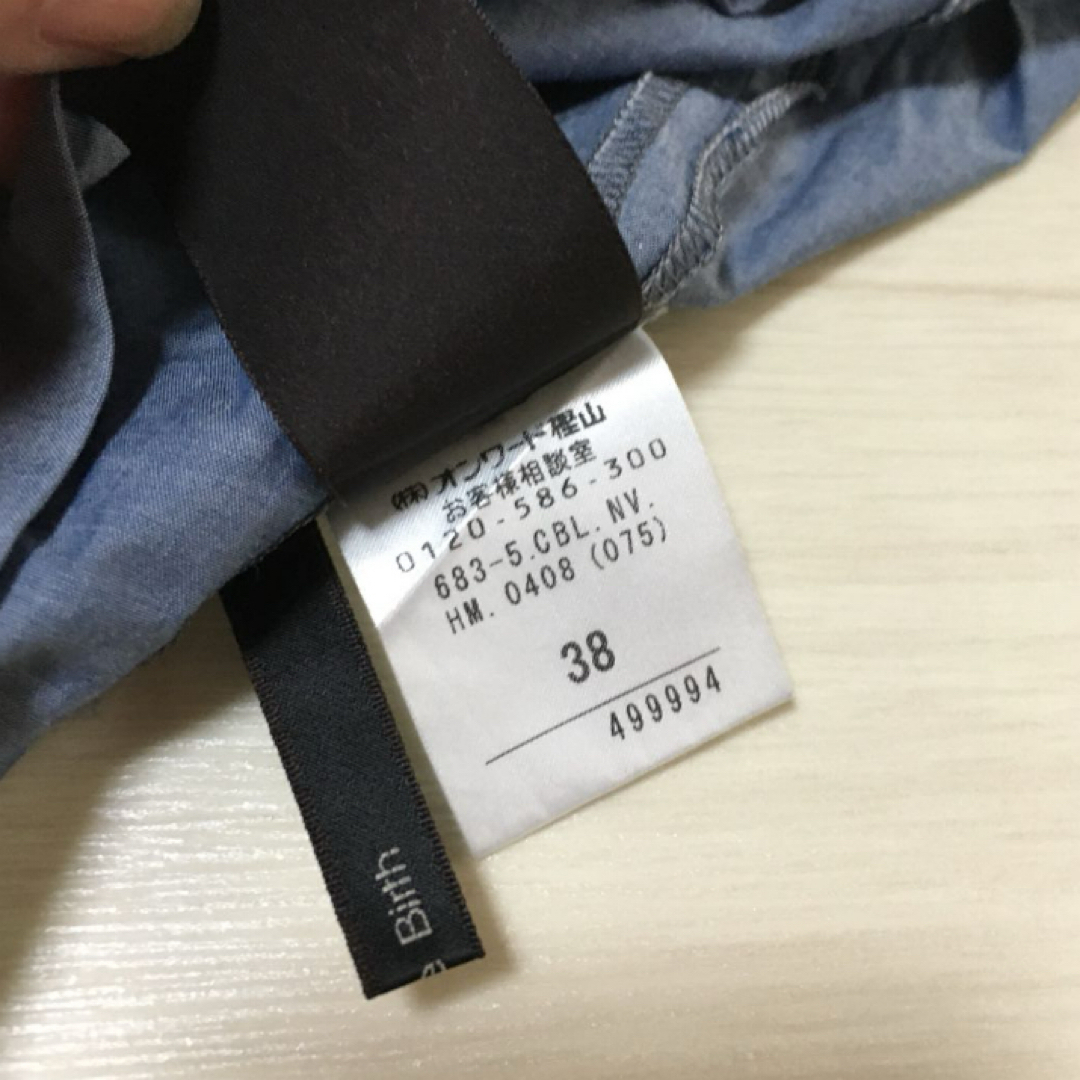 ㈱オンワード樫山
お客様相談室
0120-586-300
683-5.CBL.NV.
HM. 0408 (075)
38
499994
Birth